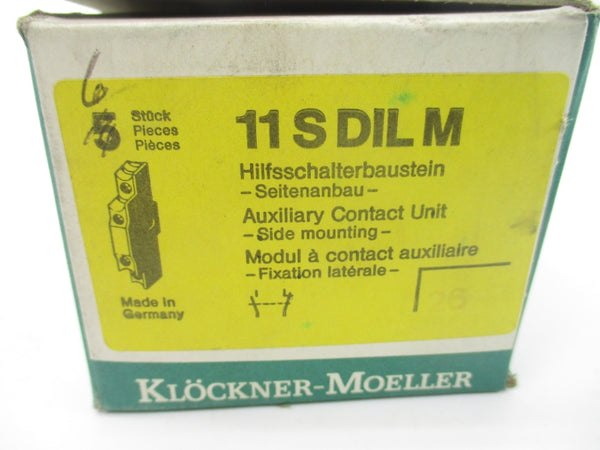 6
5 Stück
Pieces
Pièces
11 S DIL M
Hilfsschalterbaustein
– Seitenanbau –
Auxiliary Contact Unit
– Side mounting –
Modul à contact auxiliaire
– Fixation latérale –
Made in
Germany
KLÖCKNER-MOELLER